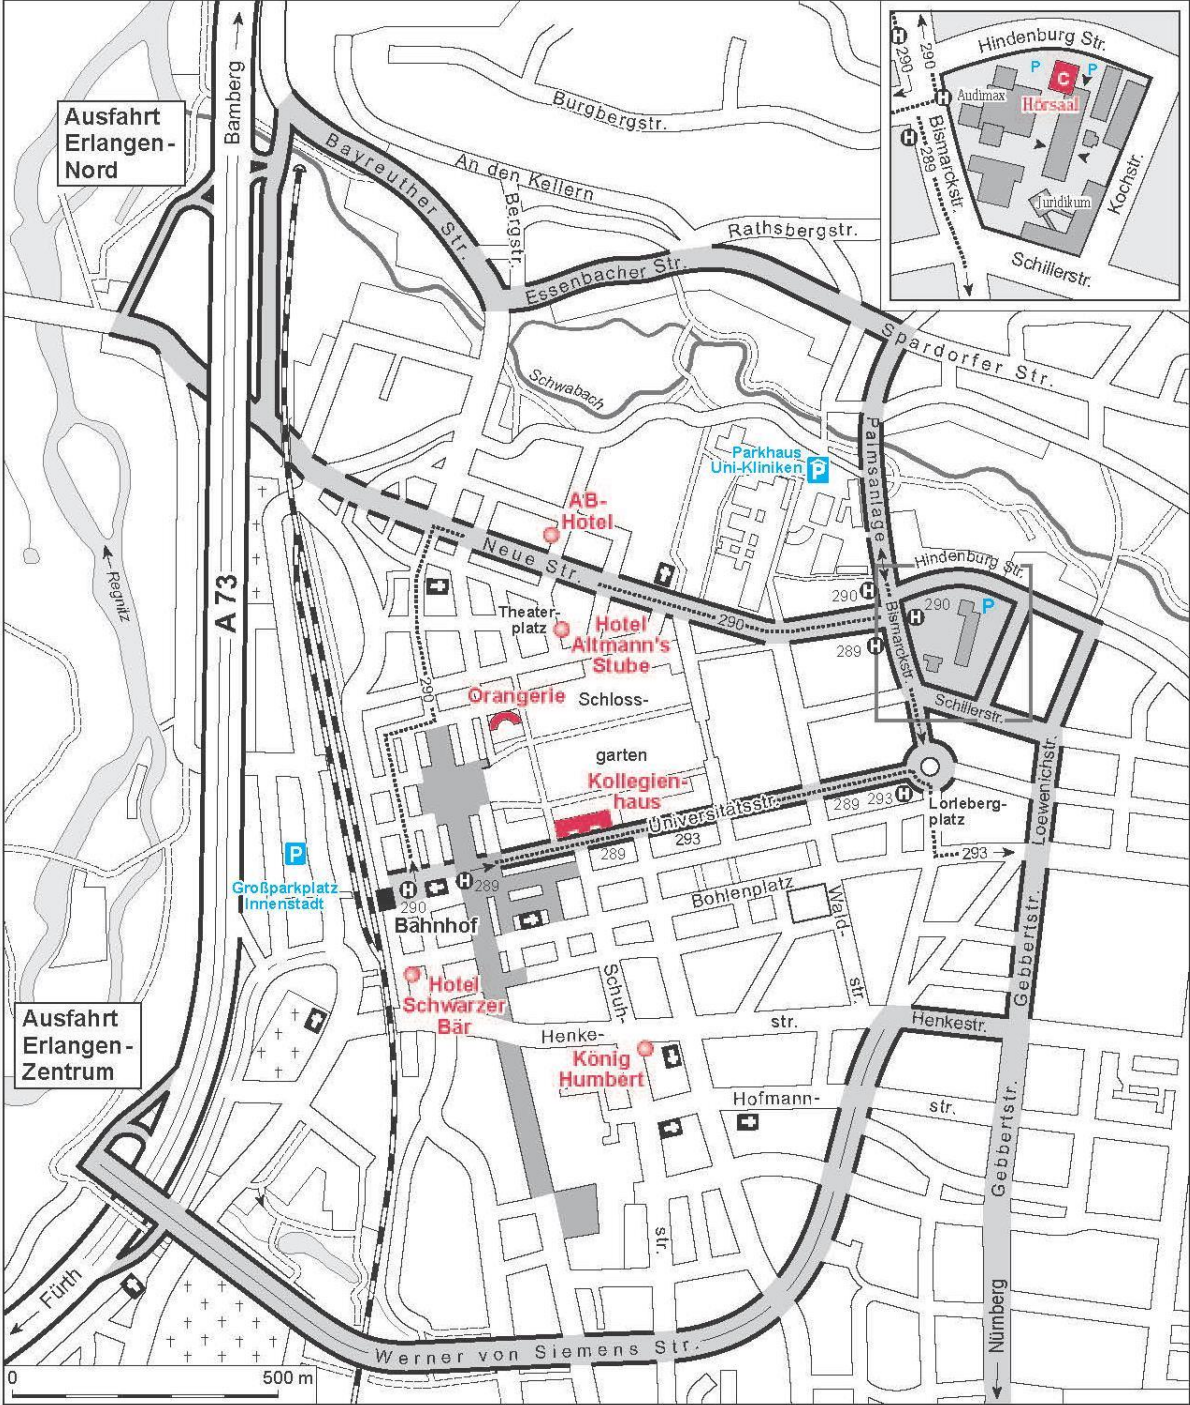 Ausfahrt
Erlangen-
Nord
Bamberg
Bayreuther Str.
Burgbergstr.
An den Kellern
Bergstr.
Rathsbergstr.
Essenbacher Str.
Spardorfer Str.
Schwabach
Palmsanlage
Parkhaus
Uni-Kliniken
P
Hindenburg Str.
P
C
P
Hörsaal
Audimax
H
290
290
H
H
Bismarckstr.
289
Juridikum
Kochstr.
Schillerstr.
A 73
Regnitz
A'B-
Hotel
Neue Str.
Theater-
platz
Hotel
Altmann's
Stube
290
290
H
289
H
Hindenburg Str.
290
H
P
Bismarckstr.
Schillerstr.
290
Orangerie
Schloss-
garten
Kollegien-
haus
Universitätsstr.
289
293
289
293
H
Lorleberg-
platz
293
Loewenichstr.
P
Großparkplatz
Innenstadt
H
290
H
289
Bahnhof
Bohlenplatz
Wald-
str.
Gebbertstr.
Hotel
Schwarzer
Bär
Schuh-
str.
Henke-
str.
Henkestr.
König
Humbert
Hofmann-
str.
Gebbertstr.
Ausfahrt
Erlangen-
Zentrum
Fürth
Nürnberg
Werner von Siemens Str.
0
500 m